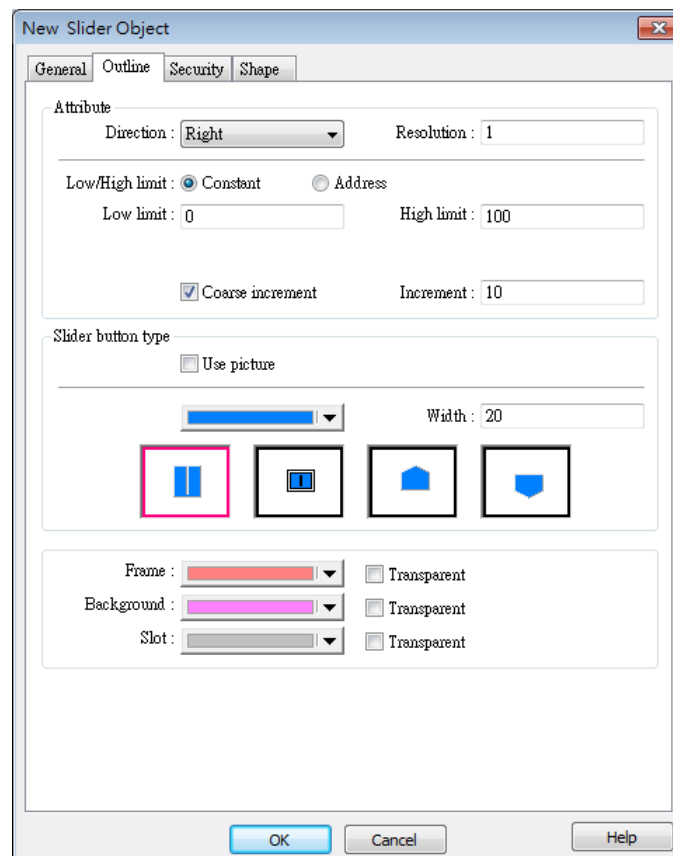 New Slider Object
General Outline Security Shape
Attribute
Direction : Right Resolution : 1
Low/High limit : Constant Address
Low limit : 0 High limit : 100
Coarse increment Increment : 10
Slider button type
Use picture
Width : 20
Frame : Transparent
Background : Transparent
Slot : Transparent
OK Cancel Help